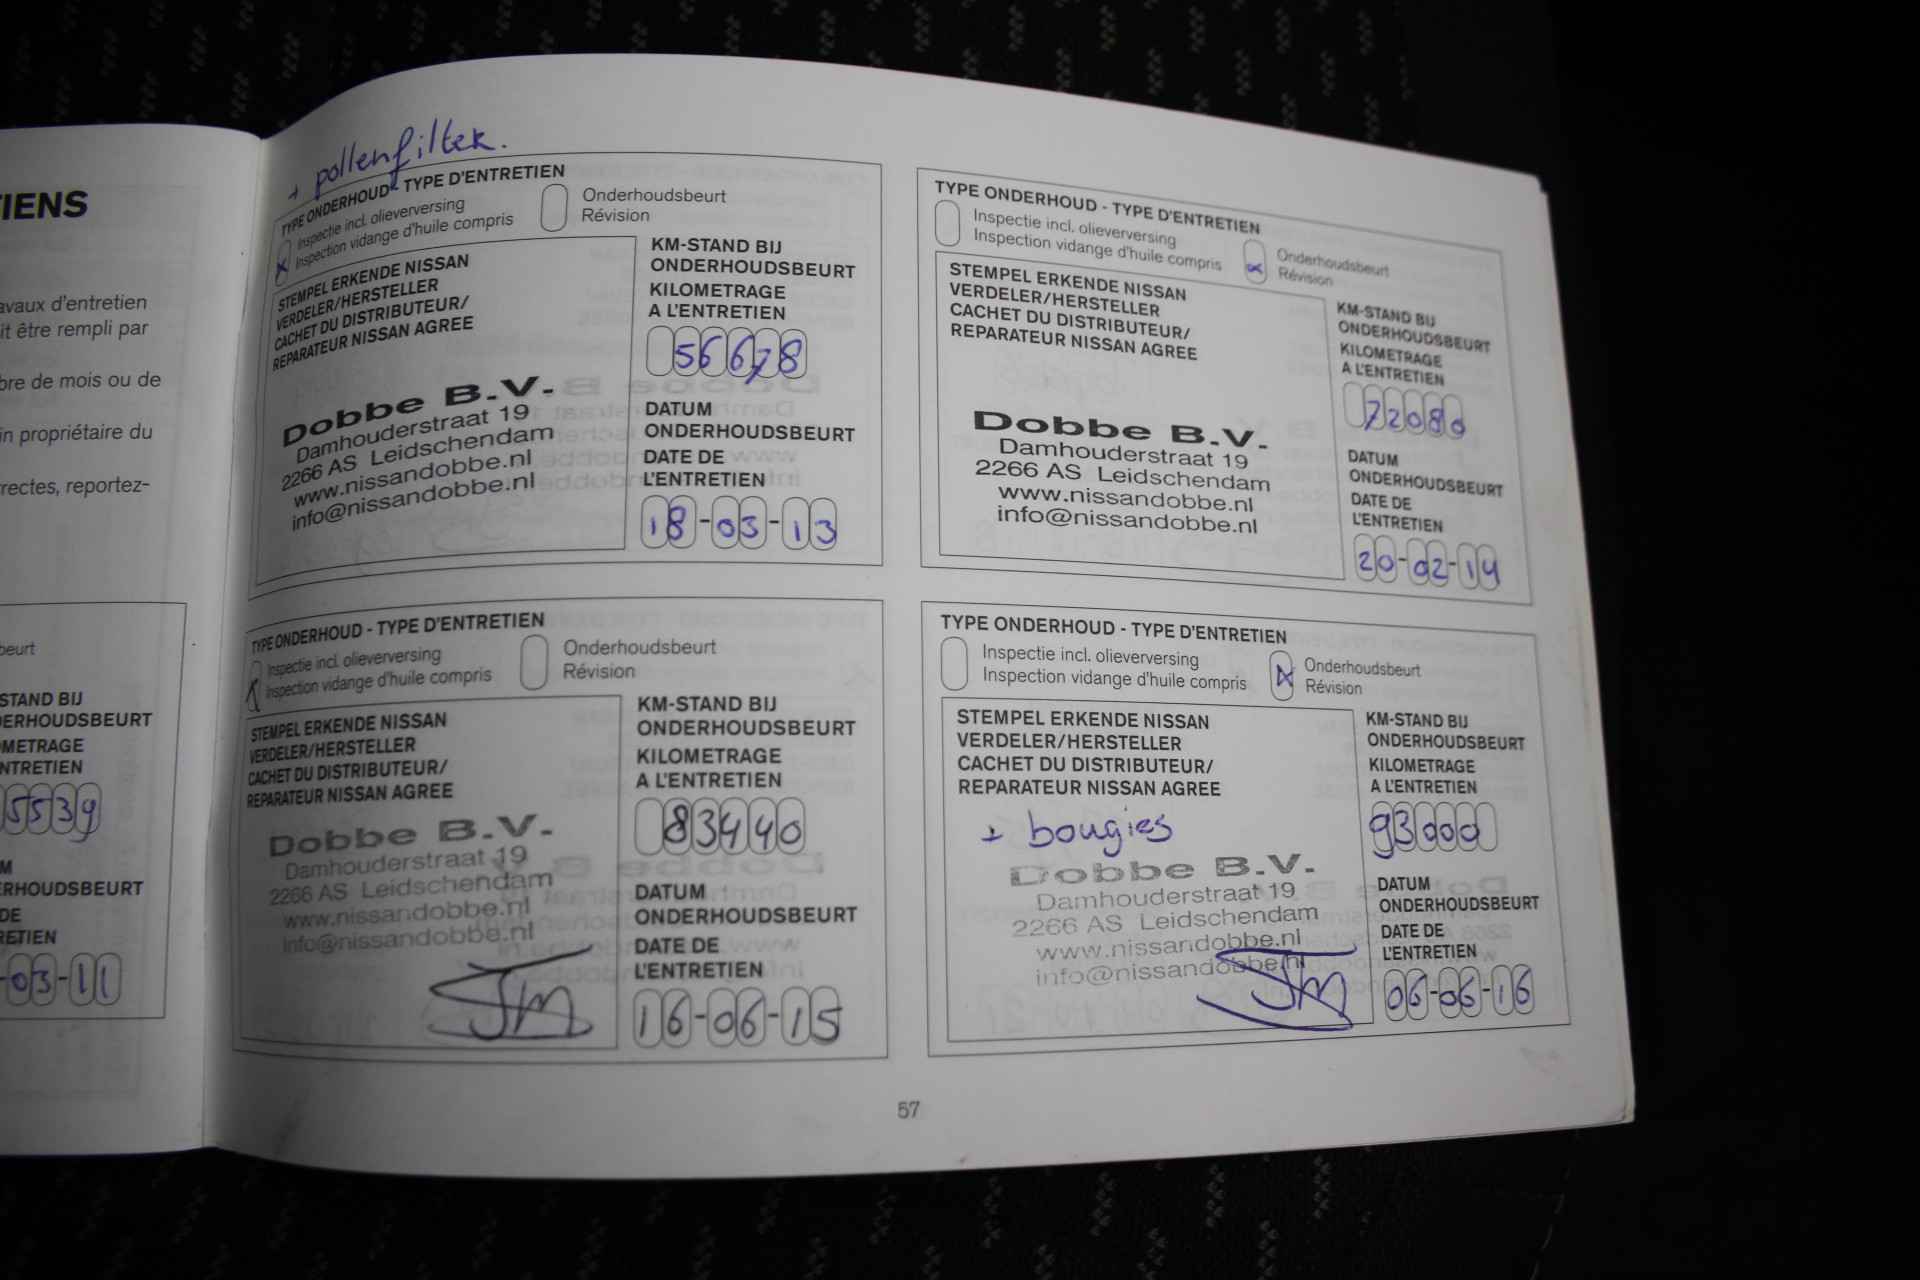 TIENS
avaux d'entretien
it être rempli par
bre de mois ou de
in propriétaire du
rectes, reportez-
beurt
STAND BIJ
DERHOUDSBEURT
OMETRAGE
NTRETIEN
5539
M
ERHOUDSBEURT
DE
RETIEN
-03-11
+ pollenfilter.
TYPE ONDERHOUD - TYPE D'ENTRETIEN
Inspectie incl. olieverversing
Inspection vidange d'huile compris
Onderhoudsbeurt
Révision
STEMPEL ERKENDE NISSAN
VERDELER/HERSTELLER
CACHET DU DISTRIBUTEUR/
REPARATEUR NISSAN AGREE
Dobbe B.V.
Damhouderstraat 19
2266 AS Leidschendam
www.nissandobbe.nl
info@nissandobbe.nl
KM-STAND BIJ
ONDERHOUDSBEURT
KILOMETRAGE
A L'ENTRETIEN
56678
DATUM
ONDERHOUDSBEURT
DATE DE
L'ENTRETIEN
18-03-13
TYPE ONDERHOUD - TYPE D'ENTRETIEN
Inspectie incl. olieverversing
Inspection vidange d'huile compris
Onderhoudsbeurt
Révision
STEMPEL ERKENDE NISSAN
VERDELER/HERSTELLER
CACHET DU DISTRIBUTEUR/
REPARATEUR NISSAN AGREE
Dobbe B.V.
Damhouderstraat 19
2266 AS Leidschendam
www.nissandobbe.nl
info@nissandobbe.nl
KM-STAND BIJ
ONDERHOUDSBEURT
KILOMETRAGE
A L'ENTRETIEN
72080
DATUM
ONDERHOUDSBEURT
DATE DE
L'ENTRETIEN
20-02-14
TYPE ONDERHOUD - TYPE D'ENTRETIEN
Inspectie incl. olieverversing
Inspection vidange d'huile compris
Onderhoudsbeurt
Révision
STEMPEL ERKENDE NISSAN
VERDELER/HERSTELLER
CACHET DU DISTRIBUTEUR/
REPARATEUR NISSAN AGREE
Dobbe B.V.
Damhouderstraat 19
2266 AS Leidschendam
www.nissandobbe.nl
info@nissandobbe.nl
KM-STAND BIJ
ONDERHOUDSBEURT
KILOMETRAGE
A L'ENTRETIEN
83440
DATUM
ONDERHOUDSBEURT
DATE DE
L'ENTRETIEN
16-06-15
TYPE ONDERHOUD - TYPE D'ENTRETIEN
Inspectie incl. olieverversing
Inspection vidange d'huile compris
Onderhoudsbeurt
Révision
STEMPEL ERKENDE NISSAN
VERDELER/HERSTELLER
CACHET DU DISTRIBUTEUR/
REPARATEUR NISSAN AGREE
+ bougies
Dobbe B.V.
Damhouderstraat 19
2266 AS Leidschendam
www.nissandobbe.nl
info@nissandobbe.nl
KM-STAND BIJ
ONDERHOUDSBEURT
KILOMETRAGE
A L'ENTRETIEN
93000
DATUM
ONDERHOUDSBEURT
DATE DE
L'ENTRETIEN
06-06-16
57